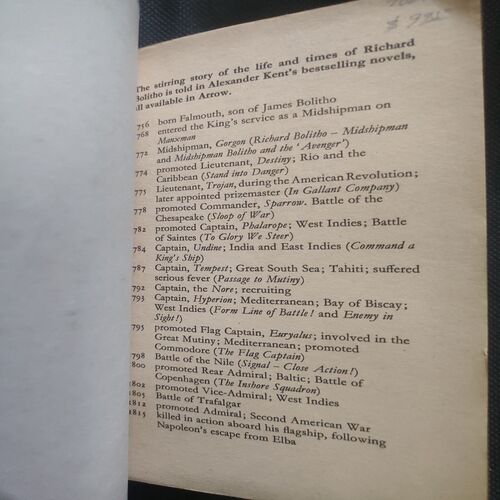 $ 93
The stirring story of the life and times of Richard
Bolitho is told in Alexander Kent's bestselling novels,
all available in Arrow.
756 born Falmouth, son of James Bolitho
768 entered the King's service as a Midshipman on
Manxman
772 Midshipman, Gorgon (Richard Bolitho – Midshipman
and Midshipman Bolitho and the 'Avenger')
774 promoted Lieutenant, Destiny; Rio and the
Caribbean (Stand into Danger)
775 Lieutenant, Trojan, during the American Revolution;
later appointed prizemaster (In Gallant Company)
778 promoted Commander, Sparrow. Battle of the
Chesapeake (Sloop of War)
782 promoted Captain, Phalarope; West Indies; Battle
of Saintes (To Glory We Steer)
784 Captain, Undine; India and East Indies (Command a
King's Ship)
787 Captain, Tempest; Great South Sea; Tahiti; suffered
serious fever (Passage to Mutiny)
792 Captain, the Nore; recruiting
793 Captain, Hyperion; Mediterranean; Bay of Biscay;
West Indies (Form Line of Battle! and Enemy in
Sight!)
795 promoted Flag Captain, Euryalus; involved in the
Great Mutiny; Mediterranean; promoted
Commodore (The Flag Captain)
798 Battle of the Nile (Signal – Close Action!)
1800 promoted Rear Admiral; Baltic; Battle of
Copenhagen (The Inshore Squadron)
1802 promoted Vice-Admiral; West Indies
1805 Battle of Trafalgar
1812 promoted Admiral; Second American War
1815 killed in action aboard his flagship, following
Napoleon's escape from Elba